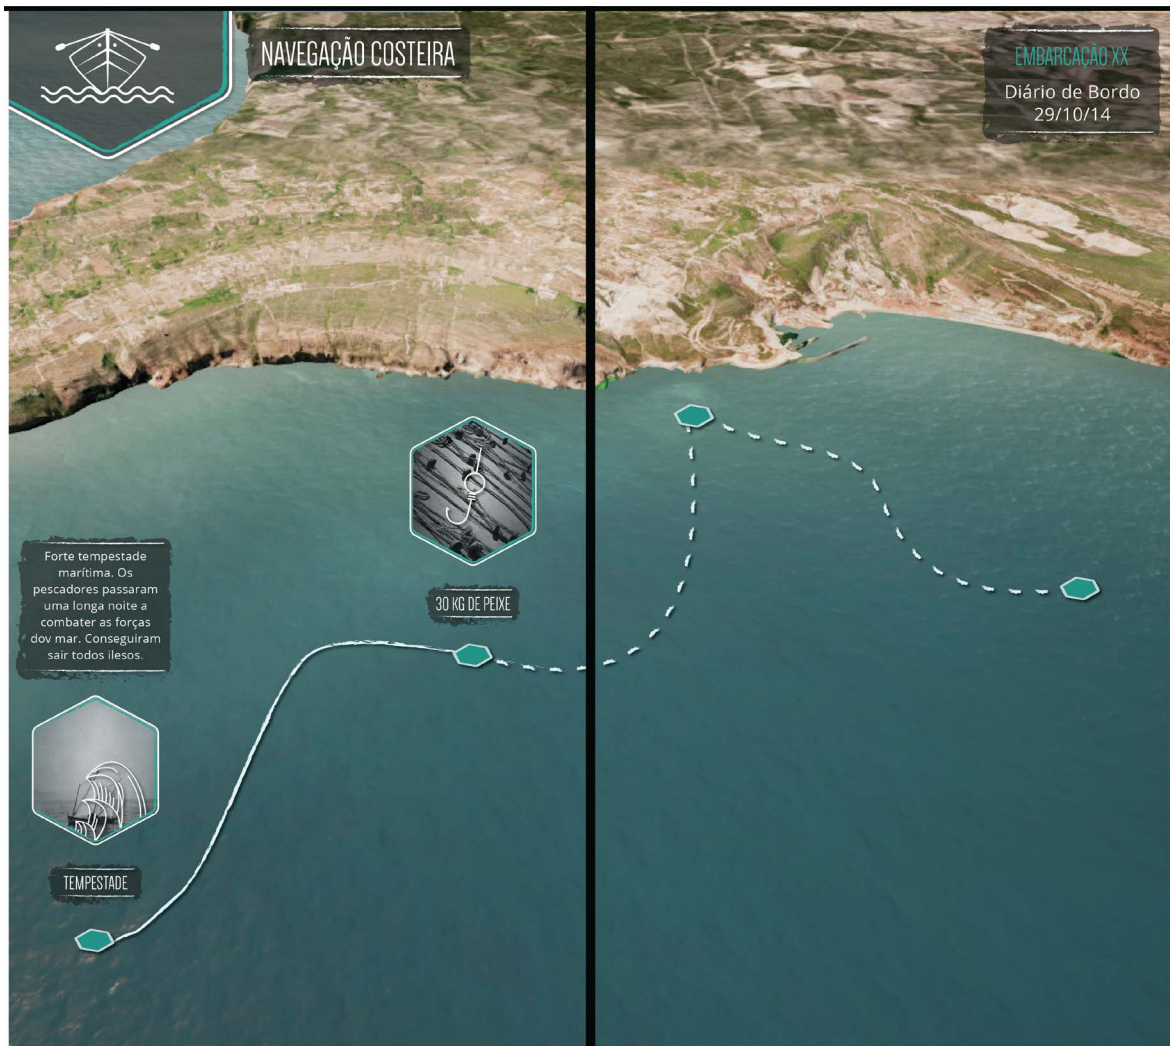 NAVEGAÇÃO COSTEIRA
EMBARCAÇÃO XX
Diário de Bordo
29/10/14
30 KG DE PEIXE
Forte tempestade
marítima. Os
pescadores passaram
uma longa noite a
combater as forças
dov mar. Conseguiram
sair todos ilesos.
TEMPESTADE